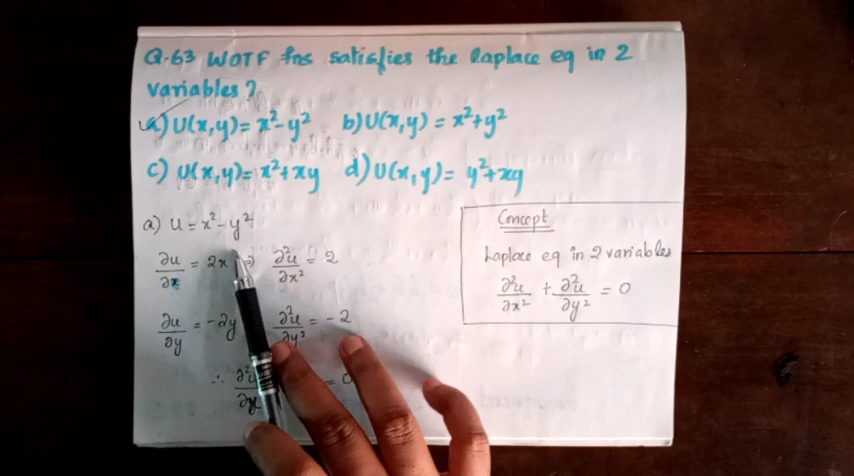 Q.63 WOTF fns satisfies the Laplace eq in 2
variables?
a) U(x,y) = x²-y² b) U(x,y) = x²+y²
c) U(x,y) = x²+xy d) U(x,y) = y²+xy
a) U = x²-y²
∂u/∂x = 2x ⇒ ∂²u/∂x² = 2
∂u/∂y = -2y ∂²u/∂y² = -2
∴ = 0
Concept
Laplace eq in 2 variables
∂²u/∂x² + ∂²u/∂y² = 0